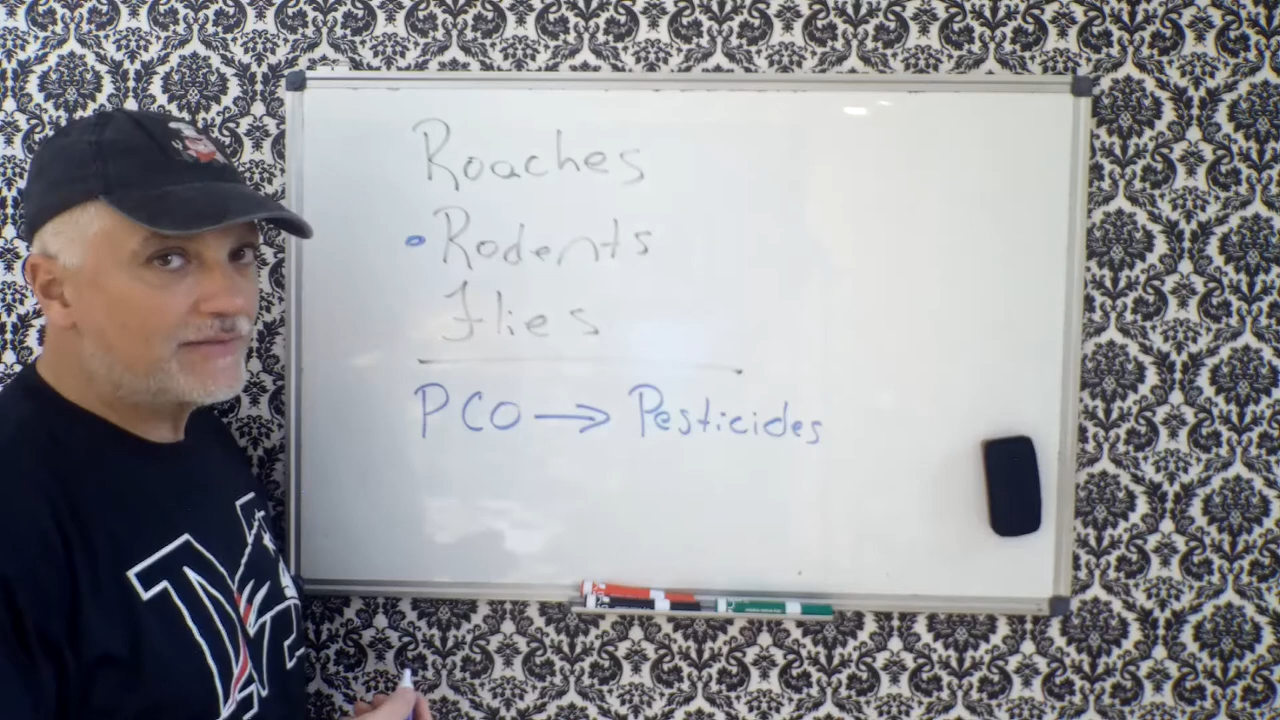 Roaches
• Rodents
Flies
PCO → Pesticides